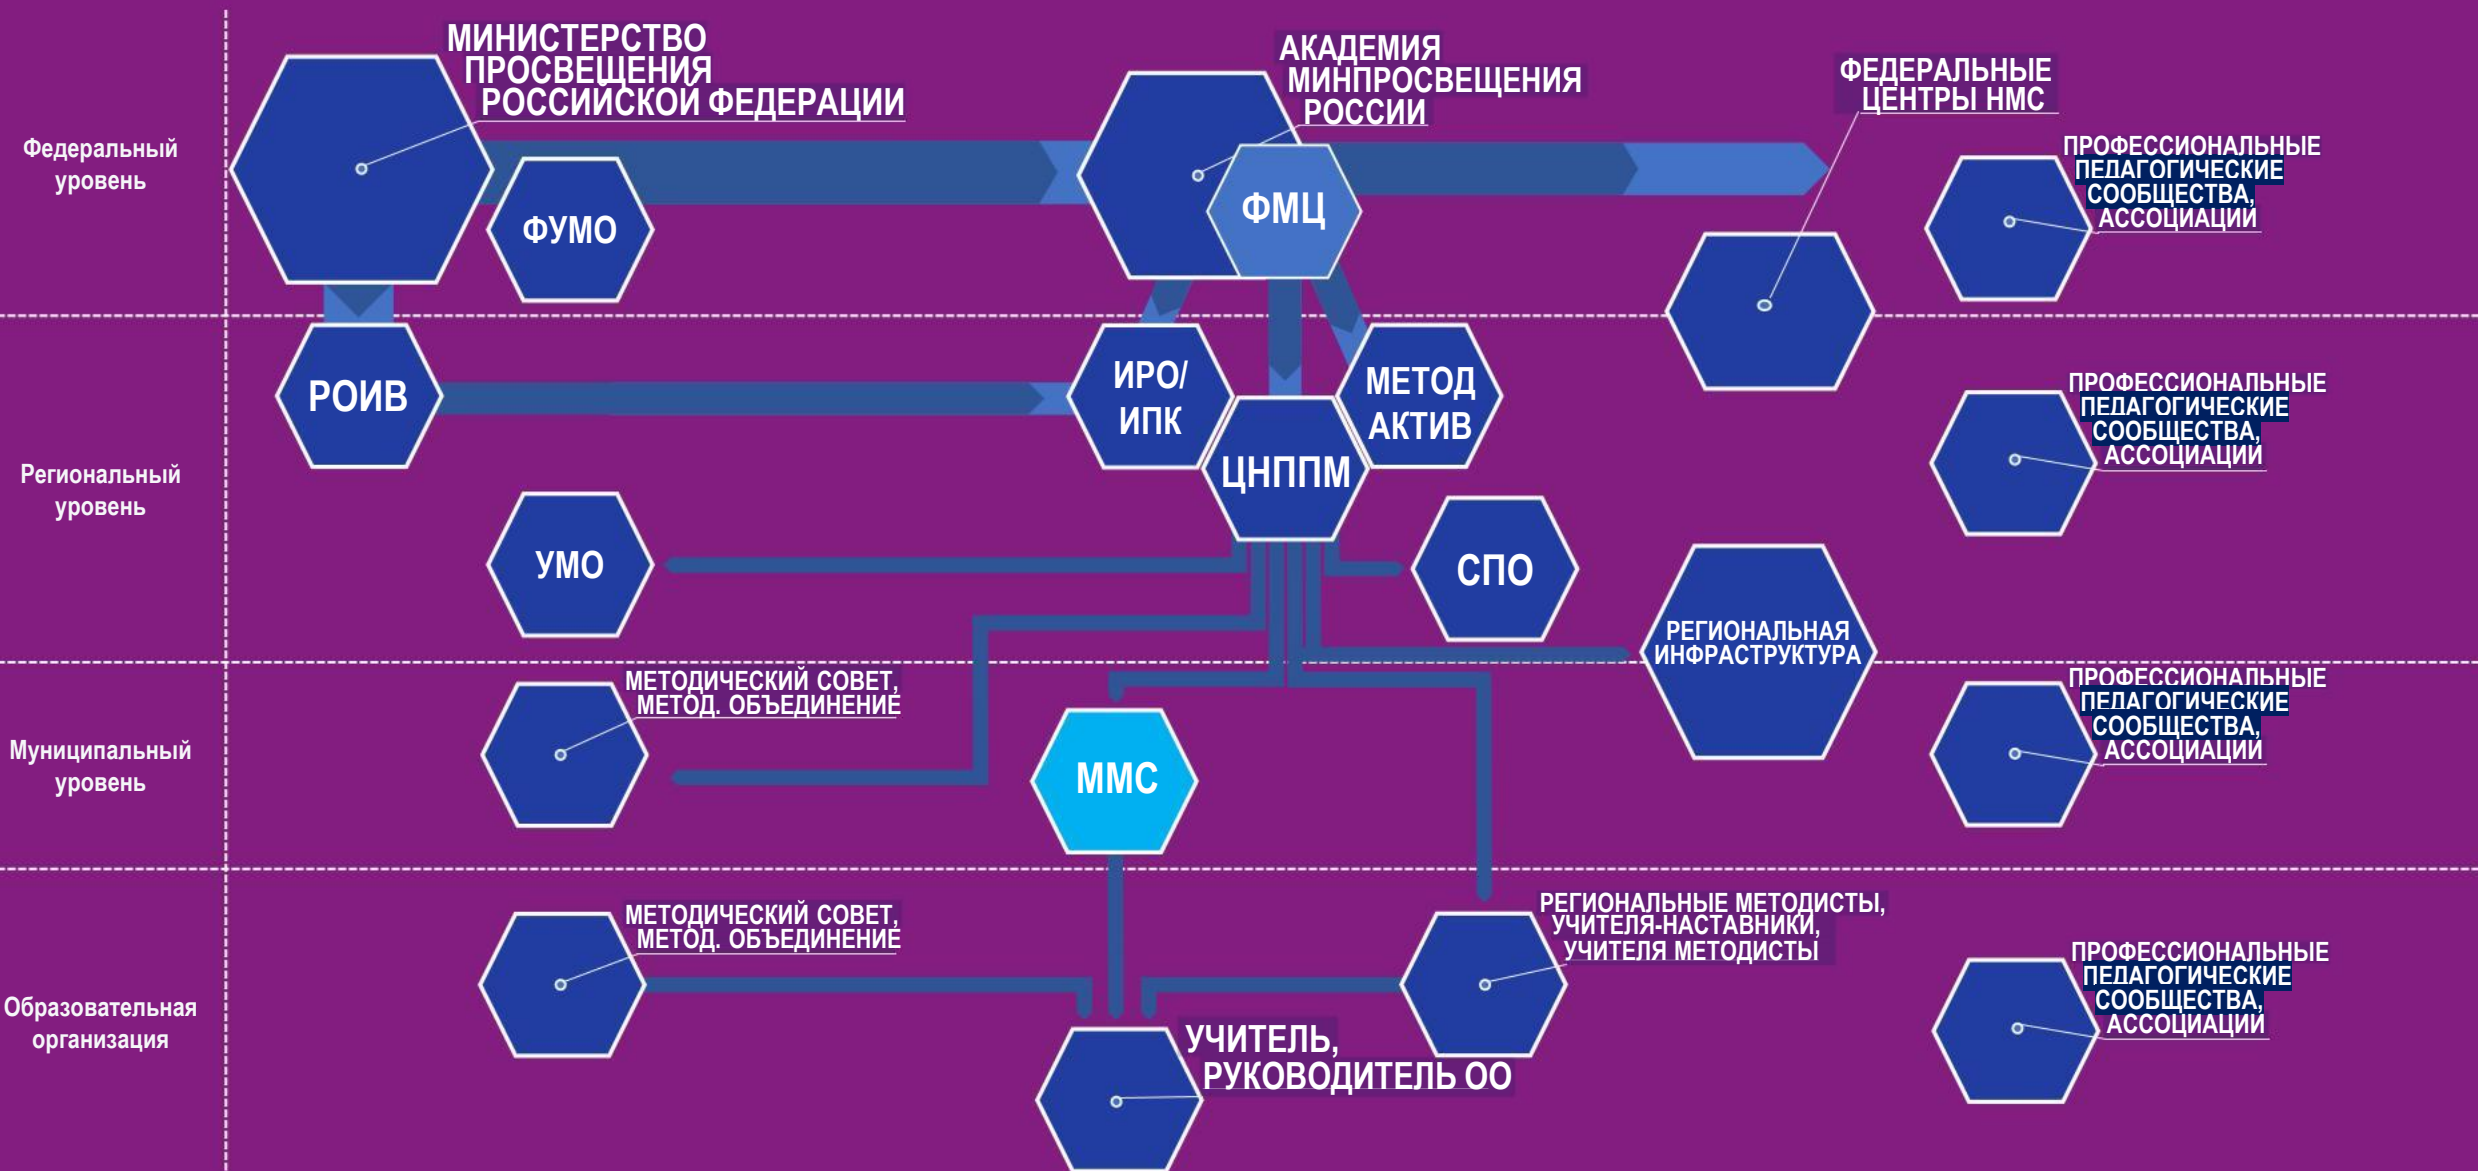 Федеральный
уровень
МИНИСТЕРСТВО
ПРОСВЕЩЕНИЯ
РОССИЙСКОЙ ФЕДЕРАЦИИ
ФУМО
АКАДЕМИЯ
МИНПРОСВЕЩЕНИЯ
РОССИИ
ФМЦ
ФЕДЕРАЛЬНЫЕ
ЦЕНТРЫ НМС
ПРОФЕССИОНАЛЬНЫЕ
ПЕДАГОГИЧЕСКИЕ
СООБЩЕСТВА,
АССОЦИАЦИИ
Региональный
уровень
РОИВ
ИРО/
ИПК
ЦНППМ
МЕТОД
АКТИВ
УМО
СПО
РЕГИОНАЛЬНАЯ
ИНФРАСТРУКТУРА
ПРОФЕССИОНАЛЬНЫЕ
ПЕДАГОГИЧЕСКИЕ
СООБЩЕСТВА,
АССОЦИАЦИИ
Муниципальный
уровень
МЕТОДИЧЕСКИЙ СОВЕТ,
МЕТОД. ОБЪЕДИНЕНИЕ
ММС
ПРОФЕССИОНАЛЬНЫЕ
ПЕДАГОГИЧЕСКИЕ
СООБЩЕСТВА,
АССОЦИАЦИИ
Образовательная
организация
МЕТОДИЧЕСКИЙ СОВЕТ,
МЕТОД. ОБЪЕДИНЕНИЕ
РЕГИОНАЛЬНЫЕ МЕТОДИСТЫ,
УЧИТЕЛЯ-НАСТАВНИКИ,
УЧИТЕЛЯ МЕТОДИСТЫ
УЧИТЕЛЬ,
РУКОВОДИТЕЛЬ ОО
ПРОФЕССИОНАЛЬНЫЕ
ПЕДАГОГИЧЕСКИЕ
СООБЩЕСТВА,
АССОЦИАЦИИ